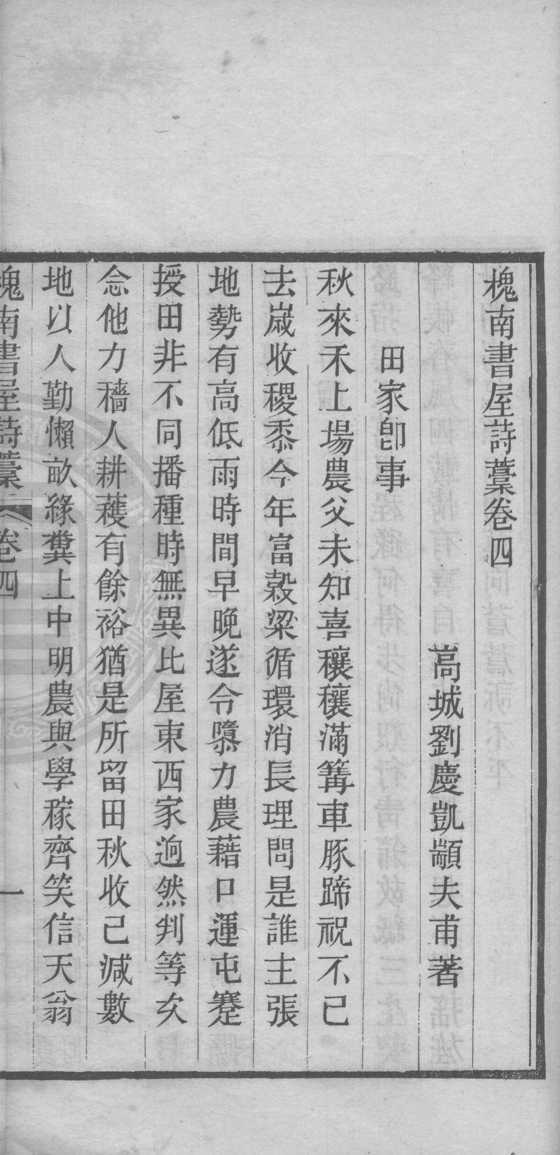 槐南書屋詩藳卷四
高城劉慶凱顓夫甫著
田家卽事
秋來禾上場農父未知喜穰穰滿篝車豚蹄祝不已
去嵗收稷黍今年富穀粱循環消長理問是誰主張
地勢有高低雨時間早晚遂令隳力農藉口運屯蹇
授田非不同播種時無異比屋東西家逈然判等次
念他力穡人耕穫有餘裕猶是所留田秋收已減數
地以人勤懶畝緣糞上中明農與學稼齊笑信天翁
槐南書屋詩藳
卷四
一